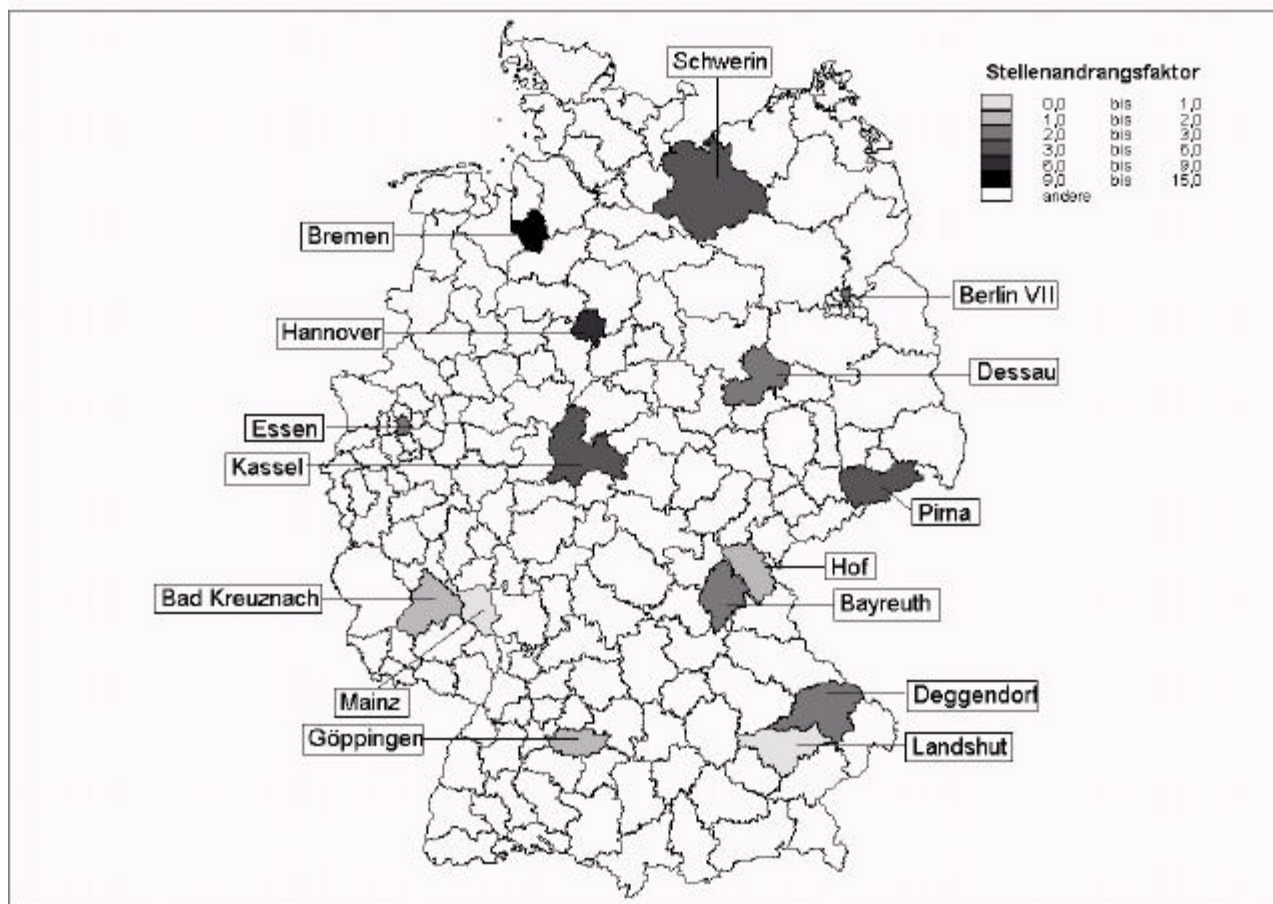 Schwerin
Stellenandrangsfaktor
0,0 bis 1,0
1,0 bis 2,0
2,0 bis 3,0
3,0 bis 6,0
6,0 bis 9,0
9,0 bis 15,0
andere
Bremen
Berlin VII
Hannover
Dessau
Essen
Kassel
Pirna
Hof
Bad Kreuznach
Bayreuth
Mainz
Deggendorf
Göppingen
Landshut